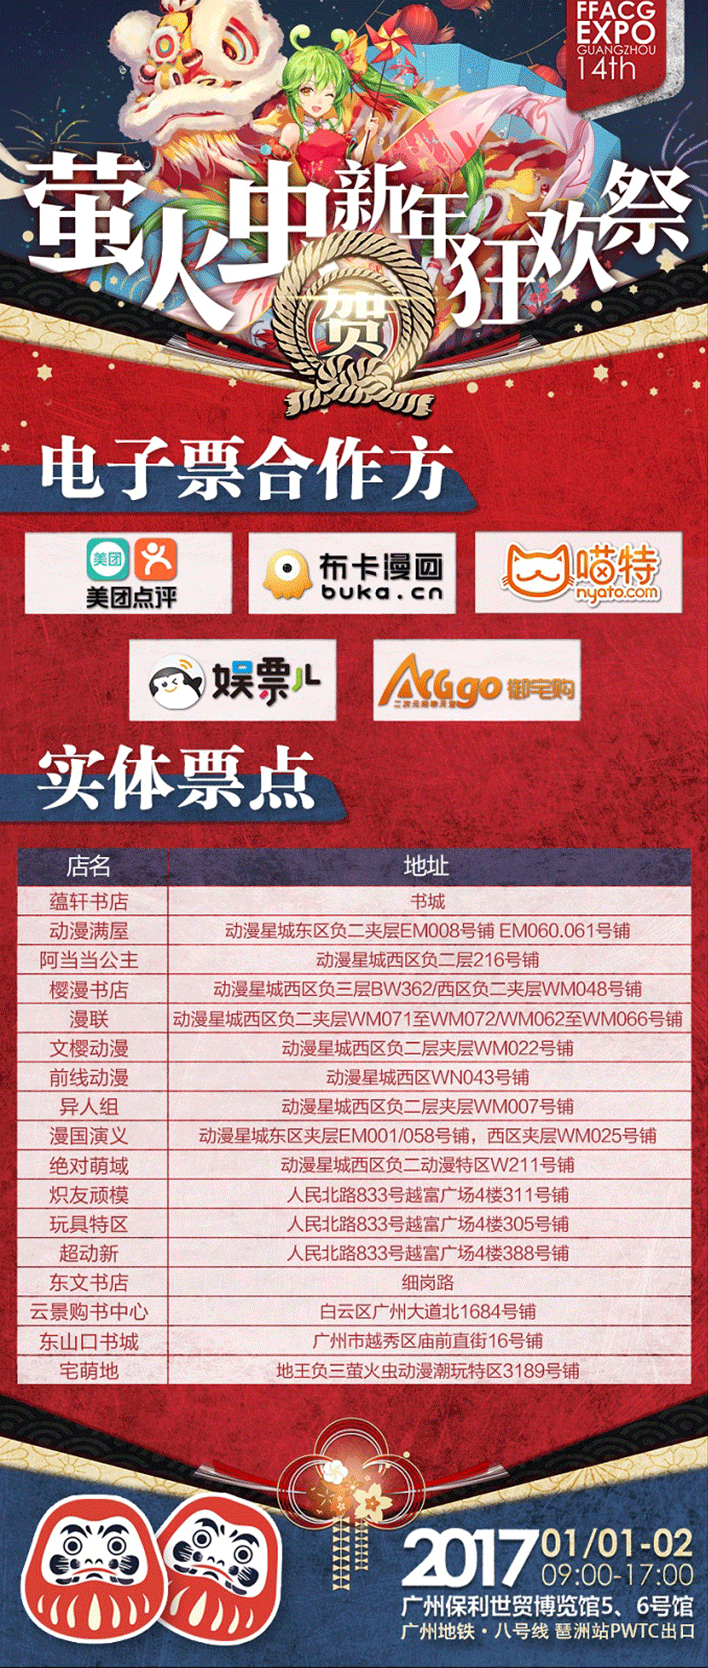 FFACG
EXPO
GUANGZHOU
14th
萤火虫新年狂欢祭
贺
电子票合作方
美团
美团点评
布卡漫画
buka.cn
喵特
nyato.com
娱票儿
ACGgo 御宅购
实体票点
店名 地址
蕴轩书店 书城
动漫满屋 动漫星城东区负二夹层EM008号铺 EM060.061号铺
阿当当公主 动漫星城西区负二层216号铺
樱漫书店 动漫星城西区负三层BW362/西区负二夹层WM048号铺
漫联 动漫星城西区负二夹层WM071至WM072/WM062至WM066号铺
文樱动漫 动漫星城西区负二层夹层WM022号铺
前线动漫 动漫星城西区WN043号铺
异人组 动漫星城西区负二层夹层WM007号铺
漫国演义 动漫星城东区夹层EM001/058号铺，西区夹层WM025号铺
绝对萌域 动漫星城西区负二动漫特区W211号铺
炽友顽模 人民北路833号越富广场4楼311号铺
玩具特区 人民北路833号越富广场4楼305号铺
超动新 人民北路833号越富广场4楼388号铺
东文书店 细岗路
云景购书中心 白云区广州大道北1684号铺
东山口书城 广州市越秀区庙前直街16号铺
宅萌地 地王负三萤火虫动漫潮玩特区3189号铺
2017 01/01-02
09:00-17:00
广州保利世贸博览馆5、6号馆
广州地铁·八号线 琶洲站PWTC出口